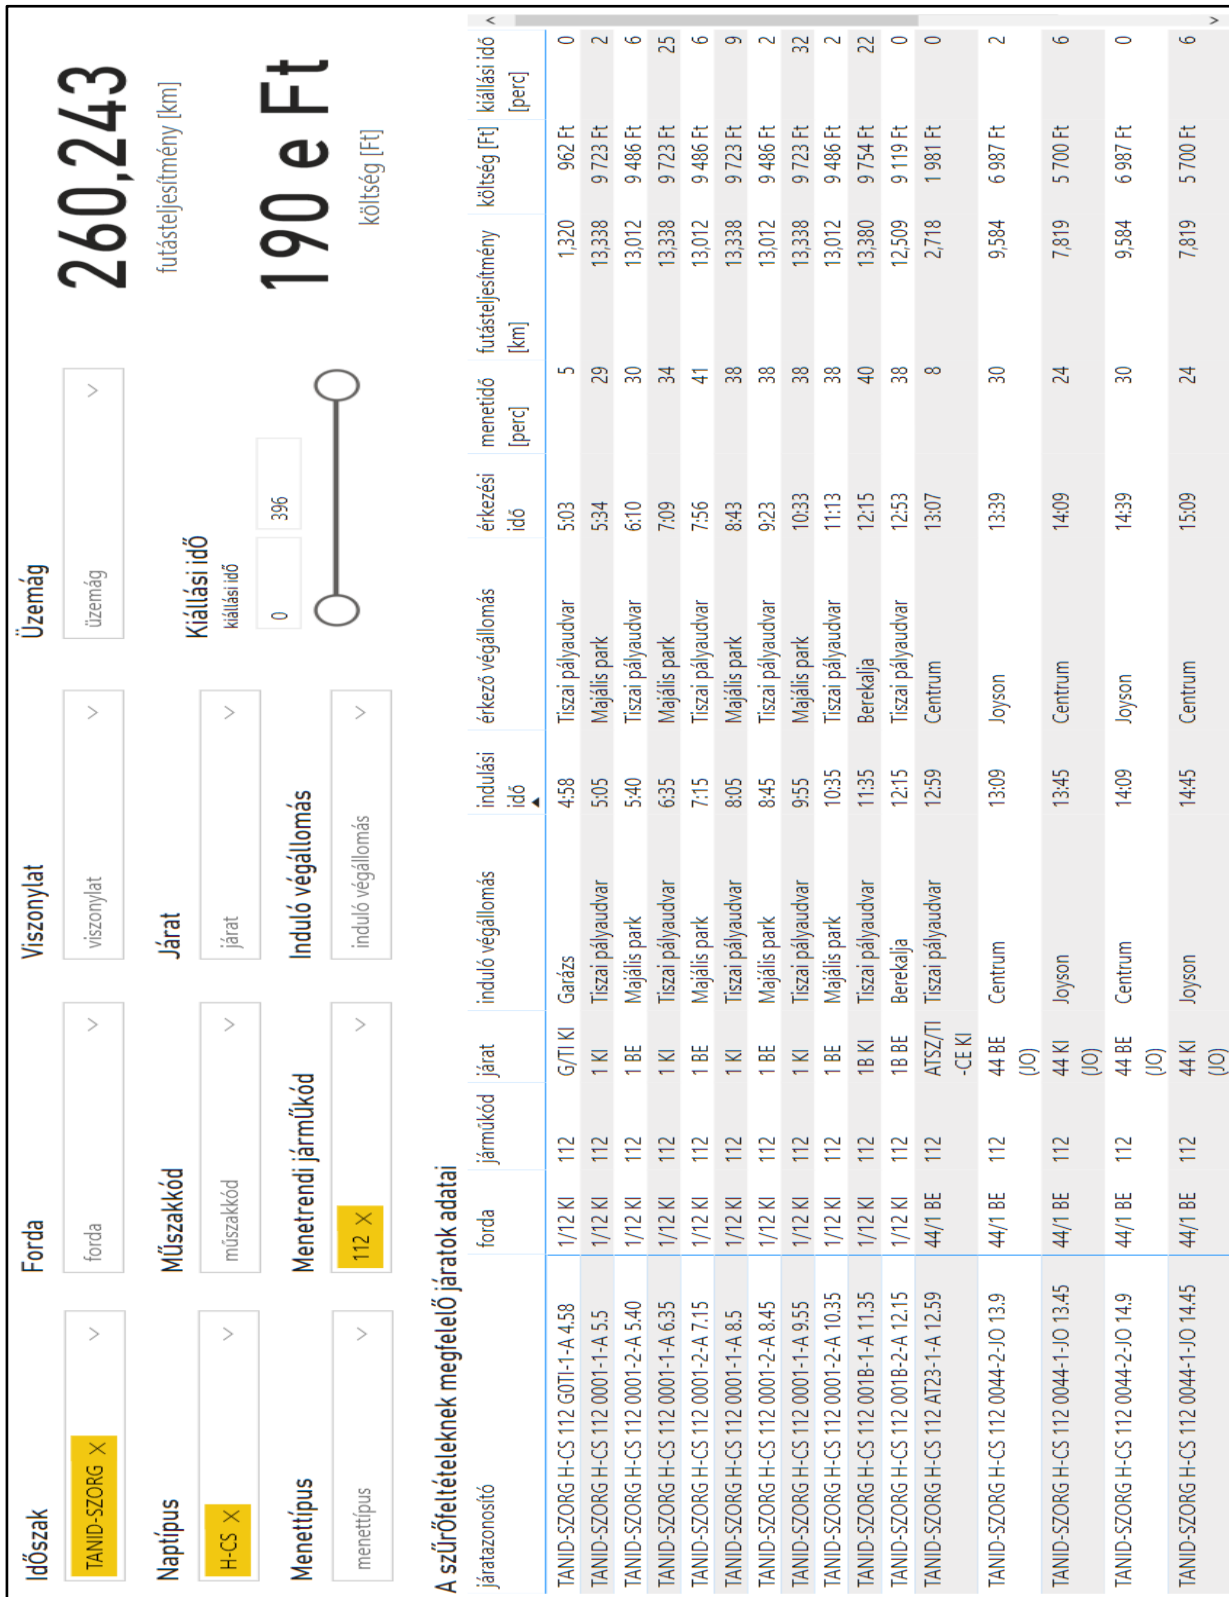 Időszak
TANID-SZORG X
Forda
forda
Viszonylat
viszonylat
Üzemág
üzemág
260,243
futásteljesítmény [km]
Naptípus
H-CS X
Műszakkód
műszakkód
Járat
járat
Kiállási idő
kiállási idő
0
396
190 e Ft
költség [Ft]
Menettípus
menettípus
Menetrendi járműkód
112 X
Induló végállomás
induló végállomás
A szűrőfeltételeknek megfelelő járatok adatai
járatazonosító forda járműkód járat induló végállomás indulási idő érkező végállomás érkezési idő menetidő [perc] futásteljesítmény [km] költség [Ft] kiállási idő [perc]
TANID-SZORG H-CS 112 G0TI-1-A 4.58 1/12 KI 112 G/TI KI Garázs 4:58 Tiszai pályaudvar 5:03 5 1,320 962 Ft 0
TANID-SZORG H-CS 112 0001-1-A 5.5 1/12 KI 112 1 KI Tiszai pályaudvar 5:05 Majális park 5:34 29 13,338 9 723 Ft 2
TANID-SZORG H-CS 112 0001-2-A 5.40 1/12 KI 112 1 BE Majális park 5:40 Tiszai pályaudvar 6:10 30 13,012 9 486 Ft 6
TANID-SZORG H-CS 112 0001-1-A 6.35 1/12 KI 112 1 KI Tiszai pályaudvar 6:35 Majális park 7:09 34 13,338 9 723 Ft 25
TANID-SZORG H-CS 112 0001-2-A 7.15 1/12 KI 112 1 BE Majális park 7:15 Tiszai pályaudvar 7:56 41 13,012 9 486 Ft 6
TANID-SZORG H-CS 112 0001-1-A 8.5 1/12 KI 112 1 KI Tiszai pályaudvar 8:05 Majális park 8:43 38 13,338 9 723 Ft 9
TANID-SZORG H-CS 112 0001-2-A 8.45 1/12 KI 112 1 BE Majális park 8:45 Tiszai pályaudvar 9:23 38 13,012 9 486 Ft 2
TANID-SZORG H-CS 112 0001-1-A 9.55 1/12 KI 112 1 KI Tiszai pályaudvar 9:55 Majális park 10:33 38 13,338 9 723 Ft 32
TANID-SZORG H-CS 112 0001-2-A 10.35 1/12 KI 112 1 BE Majális park 10:35 Tiszai pályaudvar 11:13 38 13,012 9 486 Ft 2
TANID-SZORG H-CS 112 001B-1-A 11.35 1/12 KI 112 1B KI Tiszai pályaudvar 11:35 Berekalja 12:15 40 13,380 9 754 Ft 22
TANID-SZORG H-CS 112 001B-2-A 12.15 1/12 KI 112 1B BE Berekalja 12:15 Tiszai pályaudvar 12:53 38 12,509 9 119 Ft 0
TANID-SZORG H-CS 112 AT23-1-A 12.59 44/1 BE 112 ATSZ/TI -CE KI Tiszai pályaudvar 12:59 Centrum 13:07 8 2,718 1 981 Ft 0
TANID-SZORG H-CS 112 0044-2-JO 13.9 44/1 BE 112 44 BE (JO) Centrum 13:09 Joyson 13:39 30 9,584 6 987 Ft 2
TANID-SZORG H-CS 112 0044-1-JO 13.45 44/1 BE 112 44 KI (JO) Joyson 13:45 Centrum 14:09 24 7,819 5 700 Ft 6
TANID-SZORG H-CS 112 0044-2-JO 14.9 44/1 BE 112 44 BE (JO) Centrum 14:09 Joyson 14:39 30 9,584 6 987 Ft 0
TANID-SZORG H-CS 112 0044-1-JO 14.45 44/1 BE 112 44 KI (JO) Joyson 14:45 Centrum 15:09 24 7,819 5 700 Ft 6